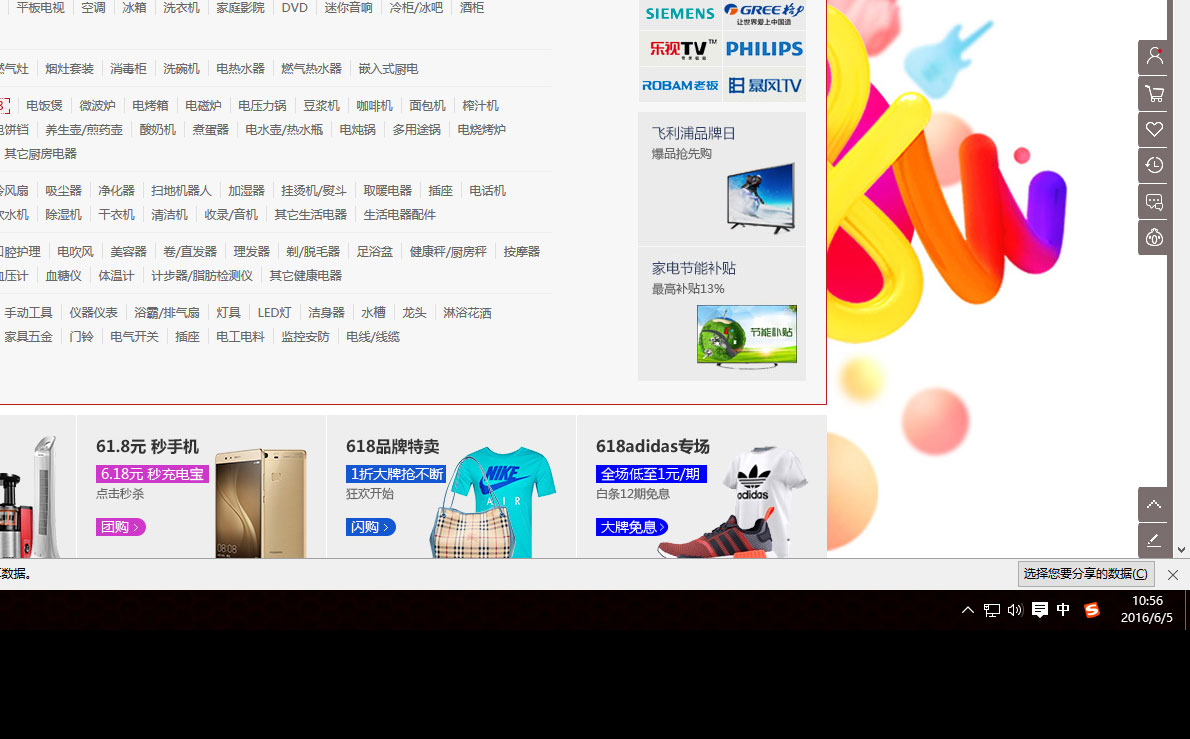 平板电视 空调 冰箱 洗衣机 家庭影院 DVD 迷你音响 冷柜/冰吧 酒柜
燃气灶 烟灶套装 消毒柜 洗碗机 电热水器 燃气热水器 嵌入式厨电
电饭煲 微波炉 电烤箱 电磁炉 电压力锅 豆浆机 咖啡机 面包机 榨汁机
电饼铛 养生壶/煎药壶 酸奶机 煮蛋器 电水壶/热水瓶 电炖锅 多用途锅 电烧烤炉
其它厨房电器
冷风扇 吸尘器 净化器 扫地机器人 加湿器 挂烫机/熨斗 取暖电器 插座 电话机
饮水机 除湿机 干衣机 清洁机 收录/音机 其它生活电器 生活电器配件
口腔护理 电吹风 美容器 卷/直发器 理发器 剃/脱毛器 足浴盆 健康秤/厨房秤 按摩器
血压计 血糖仪 体温计 计步器/脂肪检测仪 其它健康电器
手动工具 仪器仪表 浴霸/排气扇 灯具 LED灯 洁身器 水槽 龙头 淋浴花洒
家具五金 门铃 电气开关 插座 电工电料 监控安防 电线/线缆
SIEMENS GREE格力
让世界爱上中国造
乐视TV™ PHILIPS
ROBAM老板 暴风TV
飞利浦品牌日
爆品抢先购
家电节能补贴
最高补贴13%
节能补贴
61.8元 秒手机
6.18元 秒充电宝
点击秒杀
团购 >
08:08
618品牌特卖
1折大牌抢不断
狂欢开始
闪购 >
NIKE
AIR
618adidas专场
全场低至1元/期
白条12期免息
大牌免息 >
adidas
数据。
选择您要分享的数据(C)
中
10:56
2016/6/5